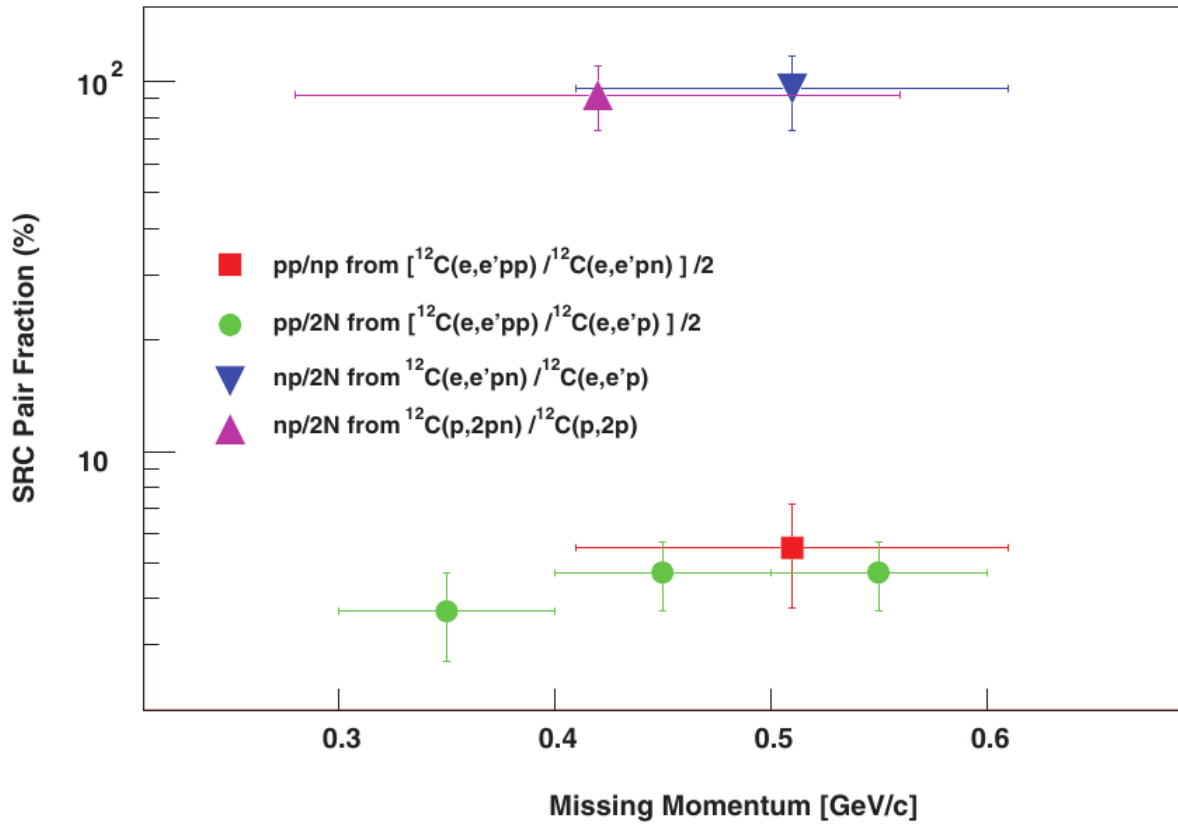 SRC Pair Fraction (%)
10²
10
pp/np from [¹²C(e,e'pp) /¹²C(e,e'pn) ] /2
pp/2N from [¹²C(e,e'pp) /¹²C(e,e'p) ] /2
np/2N from ¹²C(e,e'pn) /¹²C(e,e'p)
np/2N from ¹²C(p,2pn) /¹²C(p,2p)
0.3 0.4 0.5 0.6
Missing Momentum [GeV/c]